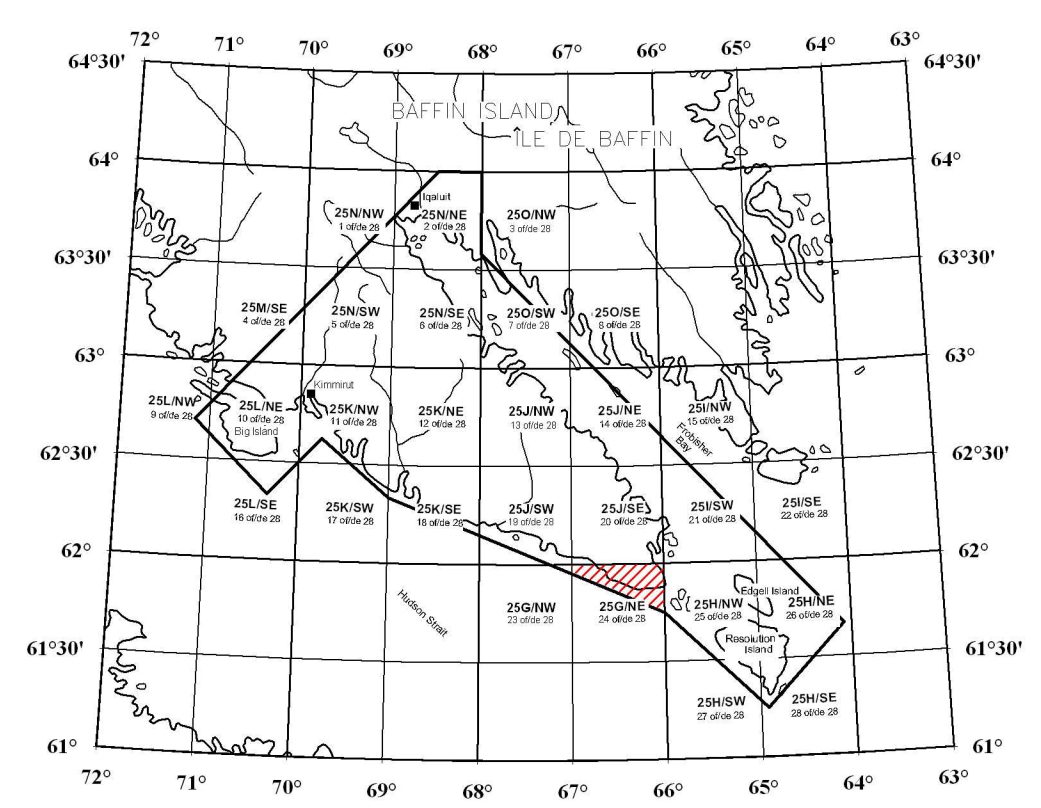 72° 71° 70° 69° 68° 67° 66° 65° 64° 63°
64°30' 64°30'
BAFFIN ISLAND
ÎLE DE BAFFIN
64° 64°
Iqaluit
25N/NW 25N/NE 25O/NW
1 of/de 28 2 of/de 28 3 of/de 28
63°30' 63°30'
25M/SE 25N/SW 25N/SE 25O/SW 25O/SE
4 of/de 28 5 of/de 28 6 of/de 28 7 of/de 28 8 of/de 28
63° 63°
Kimmirut
25L/NW 25L/NE 25K/NW 25K/NE 25J/NW 25J/NE 25I/NW
9 of/de 28 10 of/de 28 11 of/de 28 12 of/de 28 13 of/de 28 14 of/de 28 15 of/de 28
Big Island
Frobisher
Bay
62°30' 62°30'
25L/SE 25K/SW 25K/SE 25J/SW 25J/SE 25I/SW 25I/SE
16 of/de 28 17 of/de 28 18 of/de 28 19 of/de 28 20 of/de 28 21 of/de 28 22 of/de 28
62° 62°
Edgell Island
Hudson Strait
25G/NW 25G/NE 25H/NW 25H/NE
23 of/de 28 24 of/de 28 25 of/de 28 26 of/de 28
Resolution
Island
61°30' 61°30'
25H/SW 25H/SE
27 of/de 28 28 of/de 28
61° 61°
72° 71° 70° 69° 68° 67° 66° 65° 64° 63°